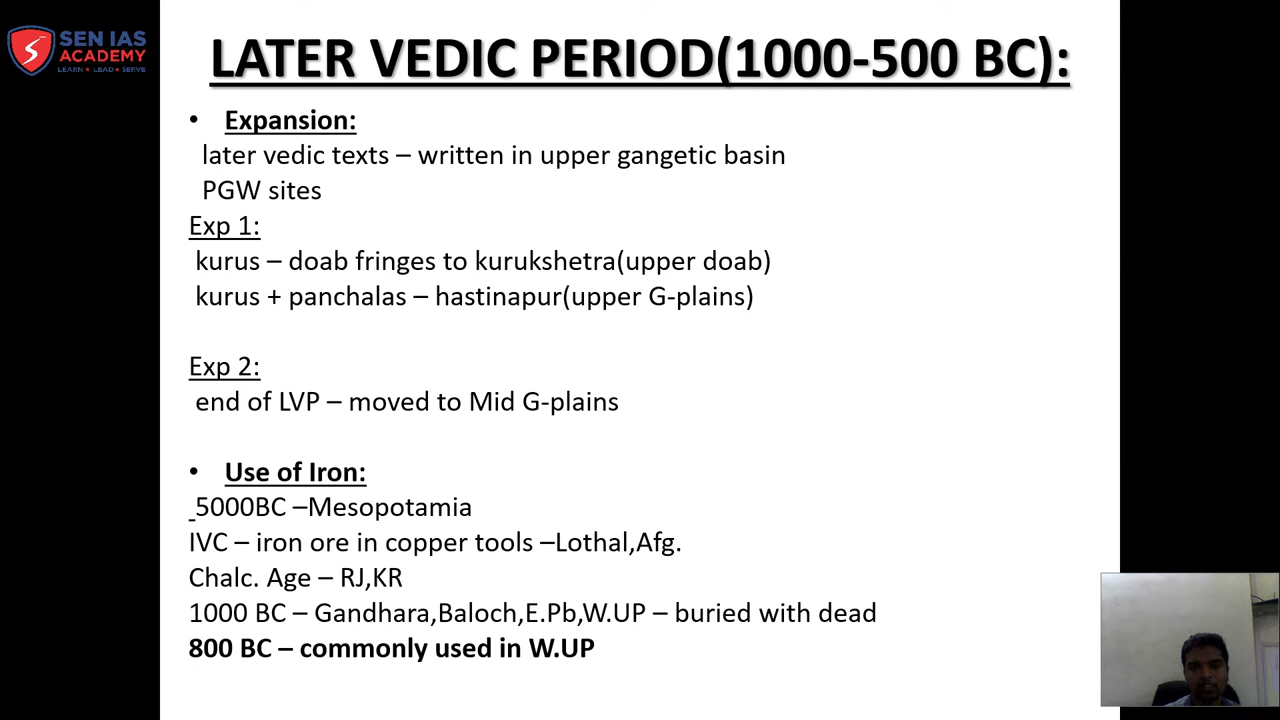 SEN IAS
ACADEMY
LEARN ★ LEAD ★ SERVE
LATER VEDIC PERIOD(1000-500 BC):
• Expansion:
later vedic texts – written in upper gangetic basin
PGW sites
Exp 1:
kurus – doab fringes to kurukshetra(upper doab)
kurus + panchalas – hastinapur(upper G-plains)
Exp 2:
end of LVP – moved to Mid G-plains
• Use of Iron:
5000BC –Mesopotamia
IVC – iron ore in copper tools –Lothal,Afg.
Chalc. Age – RJ,KR
1000 BC – Gandhara,Baloch,E.Pb,W.UP – buried with dead
800 BC – commonly used in W.UP